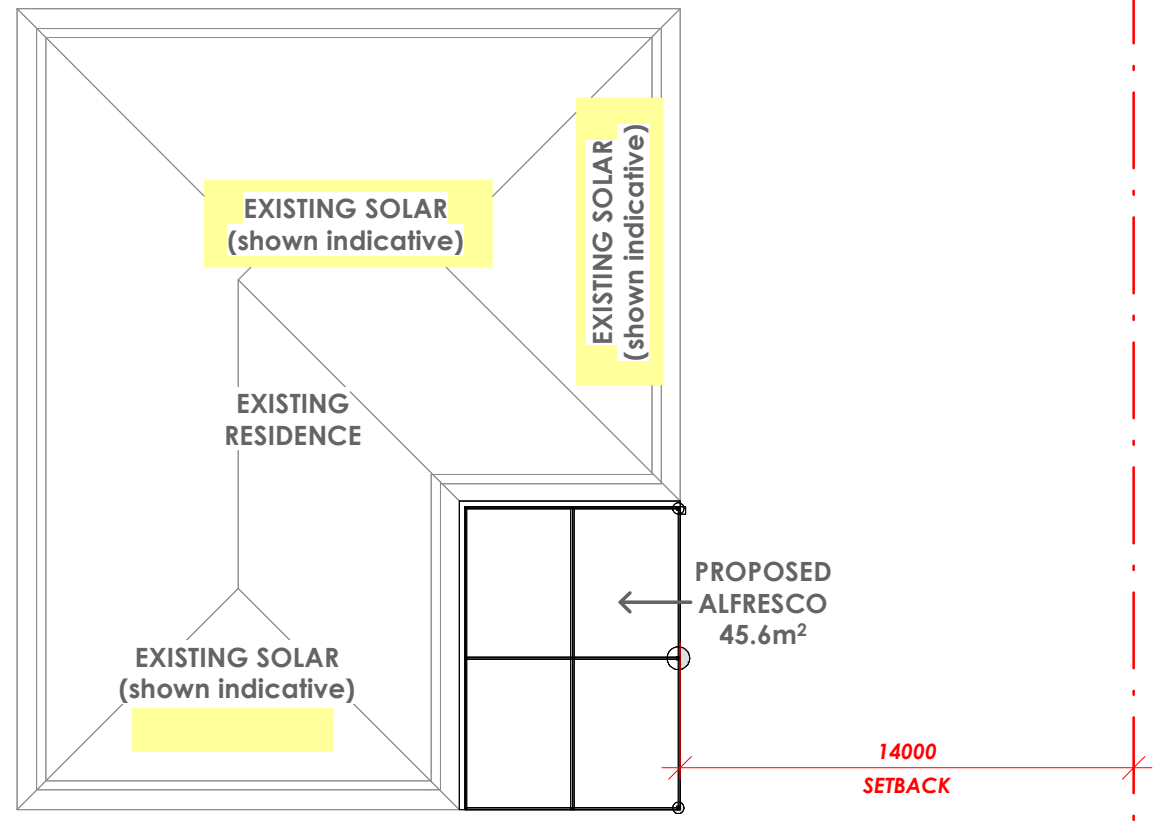 EXISTING SOLAR
(shown indicative)
EXISTING SOLAR
(shown indicative)
EXISTING
RESIDENCE
PROPOSED
ALFRESCO
45.6m²
EXISTING SOLAR
(shown indicative)
14000
SETBACK